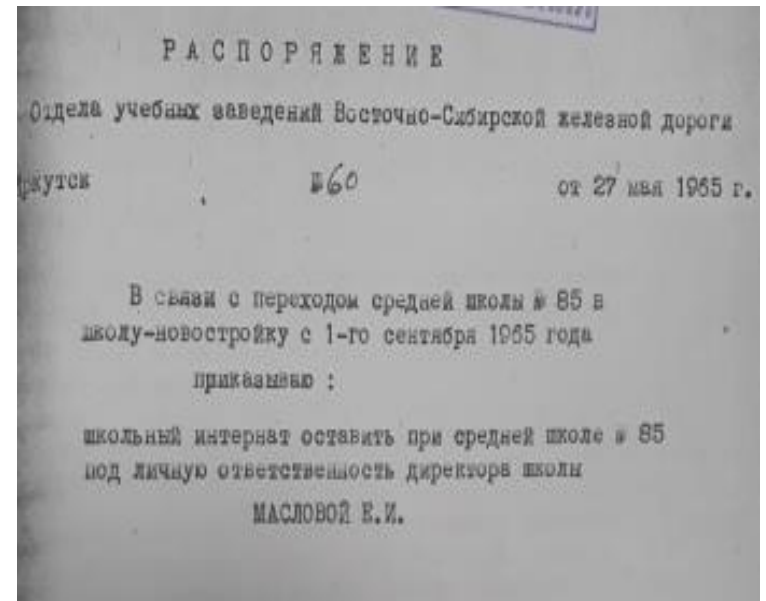 РАСПОРЯЖЕНИЕ
Отдела учебных заведений Восточно-Сибирской железной дороги
Иркутск №60 от 27 мая 1965 г.
В связи с переходом средней школы № 85 в
школу-новостройку с 1-го сентября 1965 года
приказываю :
школьный интернат оставить при средней школе № 85
под личную ответственность директора школы
МАСЛОВОЙ Е.И.